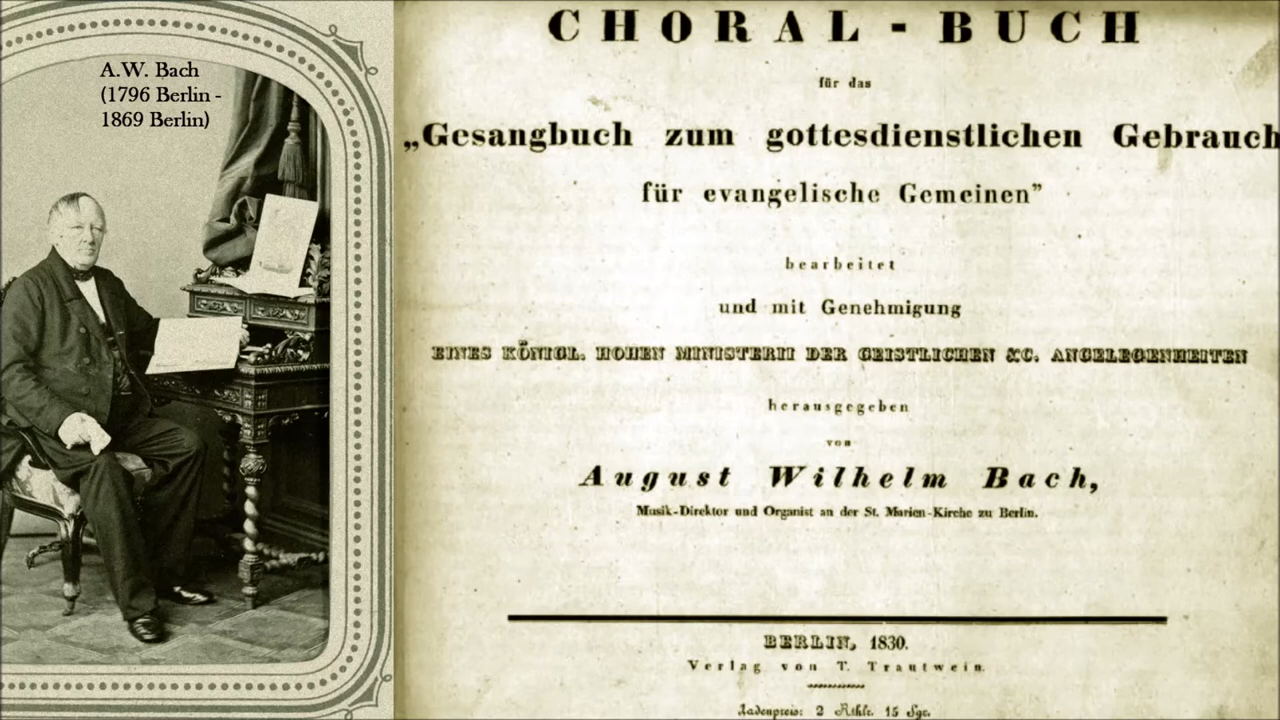 A.W. Bach
(1796 Berlin -
1869 Berlin)
CHORAL - BUCH
für das
„Gesangbuch zum gottesdienstlichen Gebrauch
für evangelische Gemeinen”
bearbeitet
und mit Genehmigung
EINES KÖNIGL. HOHEN MINISTERII DER GEISTLICHEN &C. ANGELEGENHEITEN
herausgegeben
von
August Wilhelm Bach,
Musik-Direktor und Organist an der St. Marien-Kirche zu Berlin.
BERLIN, 1830.
Verlag von T. Trautwein.
Ladenpreis: 2 Rthlr. 15 Sgr.